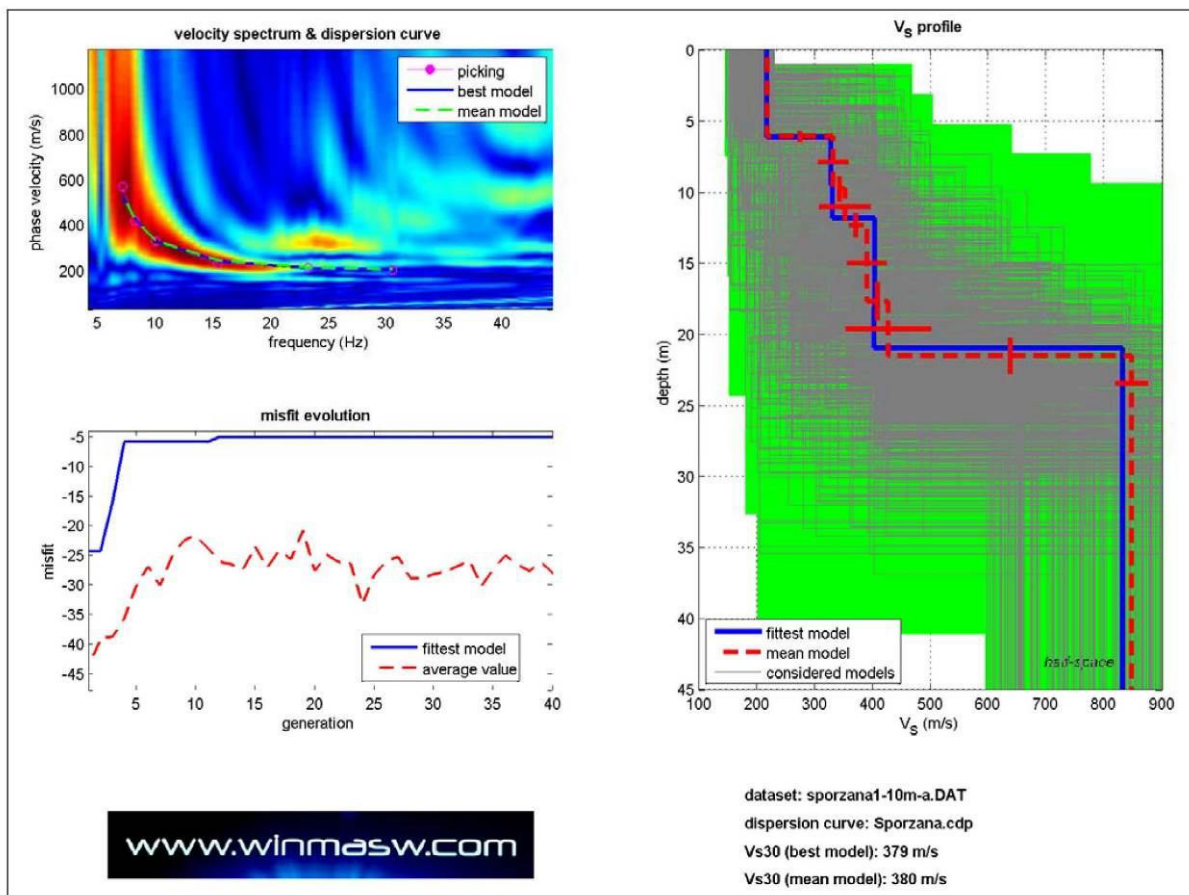 velocity spectrum & dispersion curve
picking
best model
mean model
1000
800
600
400
200
phase velocity (m/s)
5 10 15 20 25 30 35 40
frequency (Hz)
misfit evolution
-5
-10
-15
-20
-25
-30
-35
-40
-45
misfit
fittest model
average value
5 10 15 20 25 30 35 40
generation
www.winmasw.com
VS profile
0
5
10
15
20
25
30
35
40
45
depth (m)
fittest model
mean model
considered models
half-space
100 200 300 400 500 600 700 800 900
VS (m/s)
dataset: sporzana1-10m-a.DAT
dispersion curve: Sporzana.cdp
Vs30 (best model): 379 m/s
Vs30 (mean model): 380 m/s